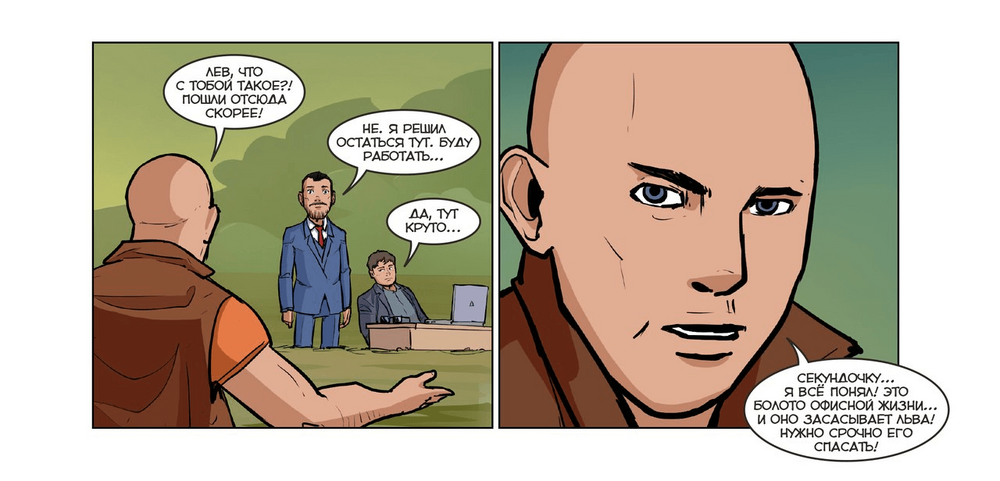 ЛЕВ, ЧТО
С ТОБОЙ ТАКОЕ?!
ПОШЛИ ОТСЮДА
СКОРЕЕ!
НЕ. Я РЕШИЛ
ОСТАТЬСЯ ТУТ. БУДУ
РАБОТАТЬ...
ДА, ТУТ
КРУТО...
СЕКУНДОЧКУ...
Я ВСЁ ПОНЯЛ! ЭТО
БОЛОТО ОФИСНОЙ ЖИЗНИ...
И ОНО ЗАСАСЫВАЕТ ЛЬВА!
НУЖНО СРОЧНО ЕГО
СПАСАТЬ!